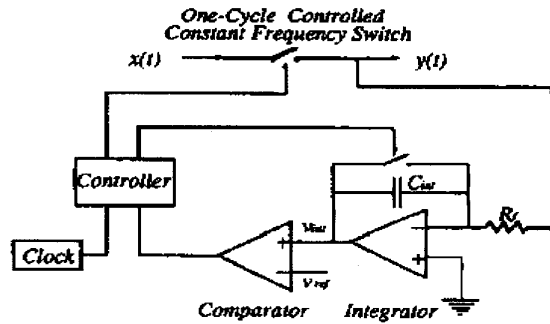 One-Cycle Controlled
Constant Frequency Switch
x(t)
y(t)
Controller
Cint
Rf
Clock
Vint
Vref
Comparator
Integrator